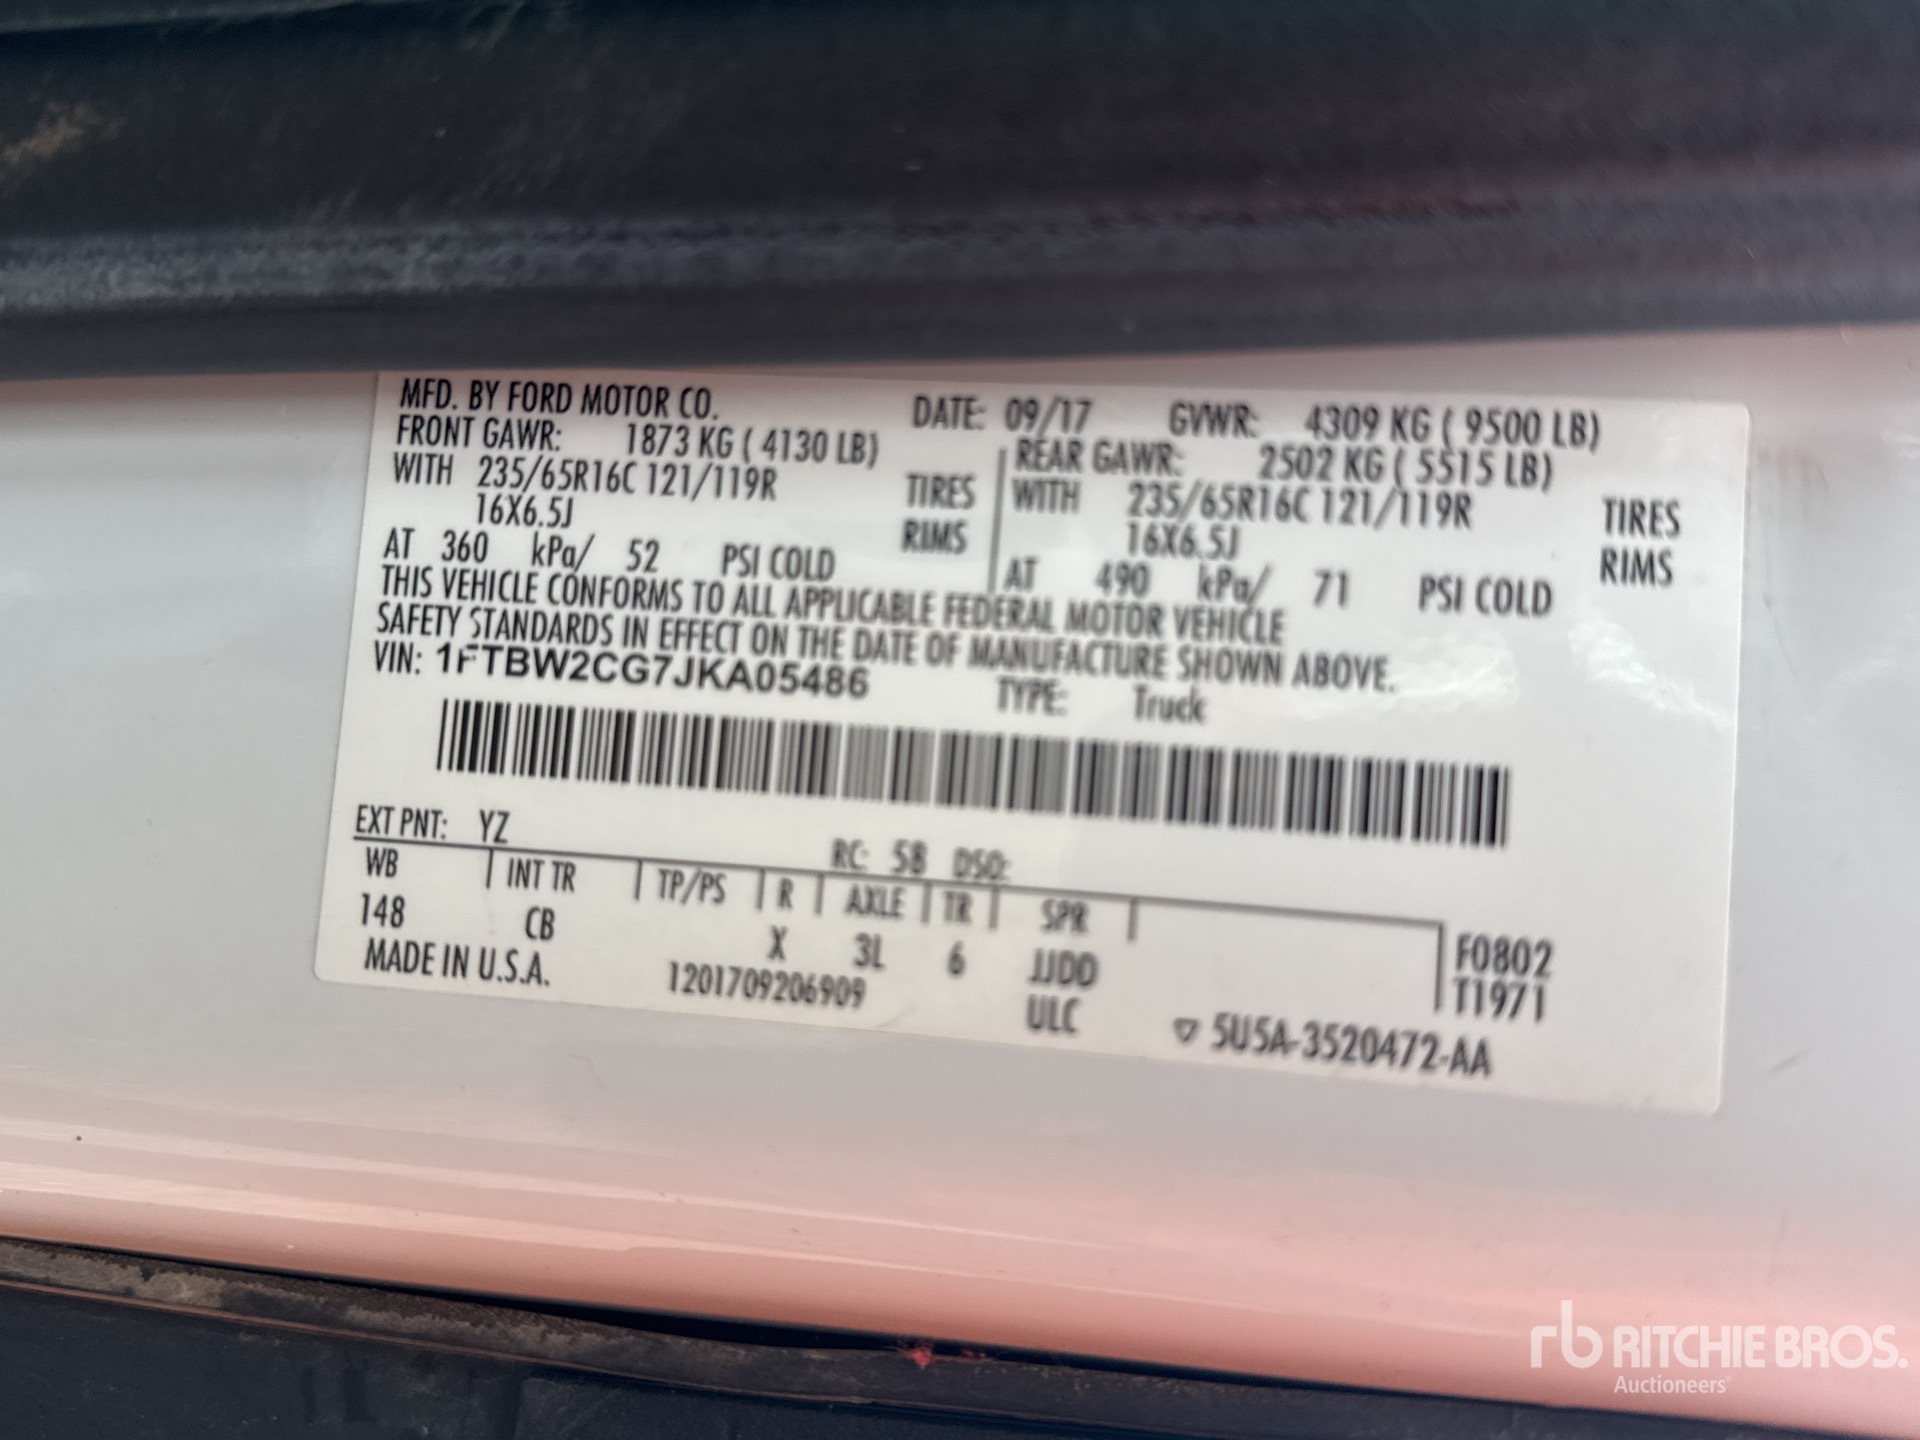 MFD. BY FORD MOTOR CO. DATE: 09/17 GVWR: 4309 KG ( 9500 LB)
FRONT GAWR: 1873 KG ( 4130 LB) REAR GAWR: 2502 KG ( 5515 LB)
WITH 235/65R16C 121/119R TIRES WITH 235/65R16C 121/119R TIRES
16X6.5J RIMS 16X6.5J RIMS
AT 360 kPa/ 52 PSI COLD AT 490 kPa/ 71 PSI COLD
THIS VEHICLE CONFORMS TO ALL APPLICABLE FEDERAL MOTOR VEHICLE
SAFETY STANDARDS IN EFFECT ON THE DATE OF MANUFACTURE SHOWN ABOVE.
VIN: 1FTBW2CG7JKA05486 TYPE: Truck
EXT PNT: YZ RC: 58 DSO:
WB INT TR TP/PS R AXLE TR SPR
148 CB X 3L 6 JJDD F0802
MADE IN U.S.A. 1201709206909 ULC T1971
5U5A-3520472-AA
rb RITCHIE BROS.
Auctioneers